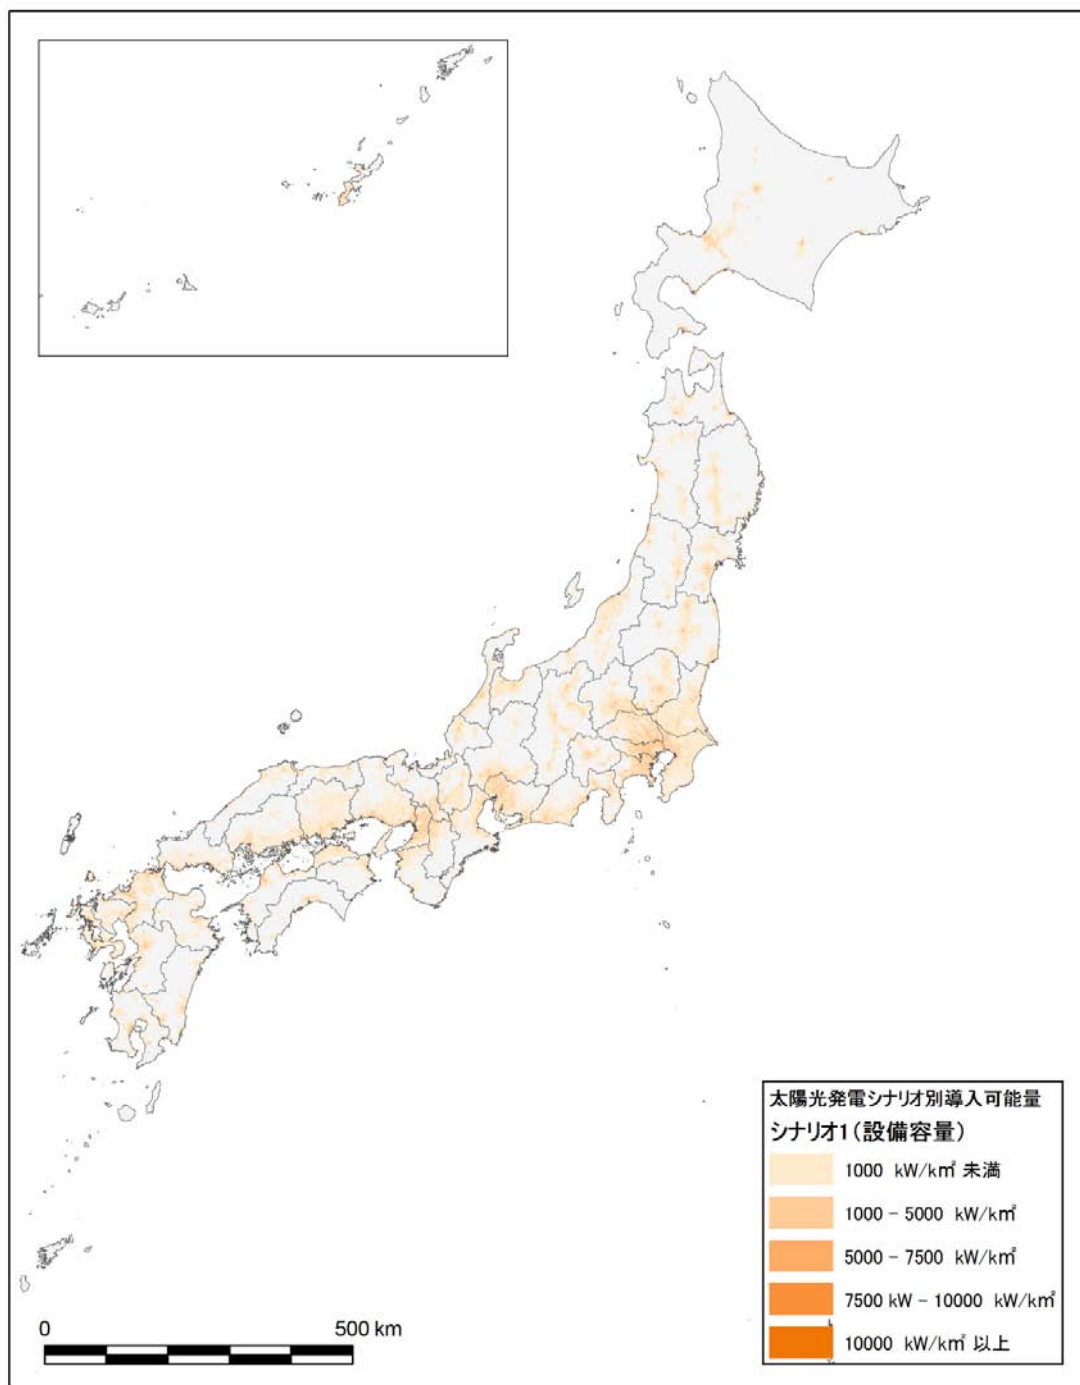 太陽光発電シナリオ別導入可能量
シナリオ1(設備容量)
1000 kW/k㎡ 未満
1000 - 5000 kW/k㎡
5000 - 7500 kW/k㎡
7500 kW - 10000 kW/k㎡
10000 kW/k㎡ 以上
0 500 km